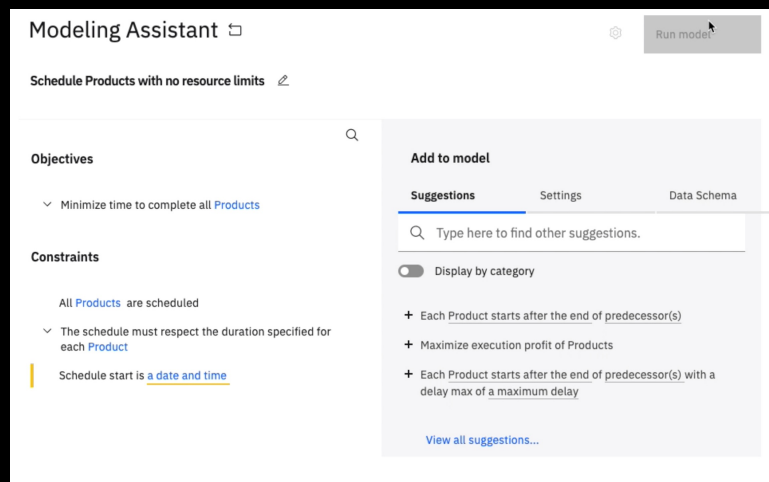 Modeling Assistant
Run model
Schedule Products with no resource limits
Objectives
Minimize time to complete all Products
Constraints
All Products are scheduled
The schedule must respect the duration specified for
each Product
Schedule start is a date and time
Add to model
Suggestions
Settings
Data Schema
Type here to find other suggestions.
Display by category
+ Each Product starts after the end of predecessor(s)
+ Maximize execution profit of Products
+ Each Product starts after the end of predecessor(s) with a
delay max of a maximum delay
View all suggestions...